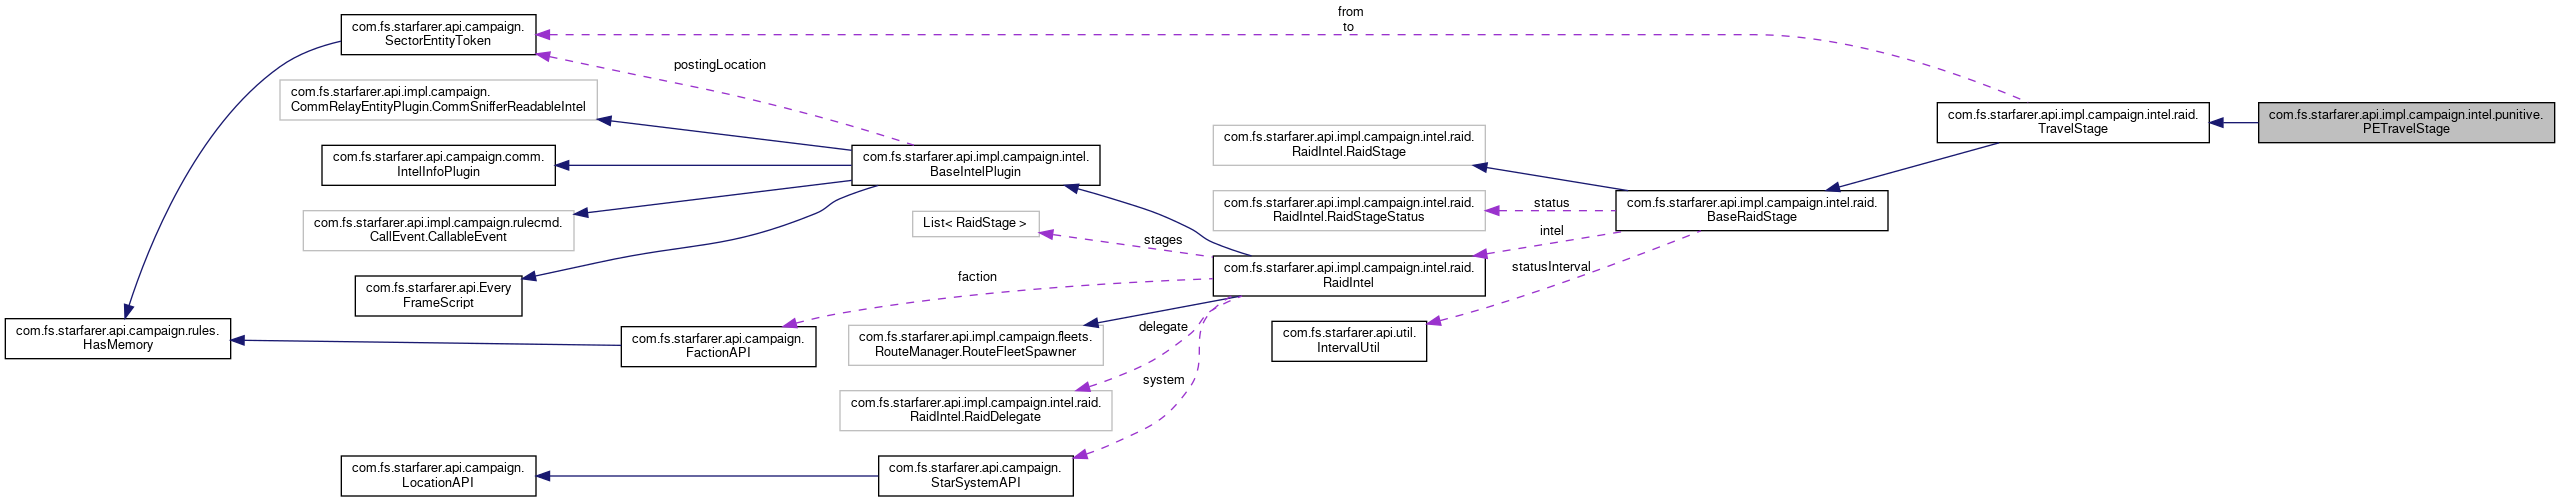 from
to
com.fs.starfarer.api.campaign.
SectorEntityToken
postingLocation
com.fs.starfarer.api.impl.campaign.
CommRelayEntityPlugin.CommSnifferReadableIntel
com.fs.starfarer.api.campaign.comm.
IntelInfoPlugin
com.fs.starfarer.api.impl.campaign.rulecmd.
CallEvent.CallableEvent
com.fs.starfarer.api.Every
FrameScript
com.fs.starfarer.api.campaign.rules.
HasMemory
com.fs.starfarer.api.campaign.
FactionAPI
com.fs.starfarer.api.campaign.
LocationAPI
com.fs.starfarer.api.impl.campaign.intel.
BaseIntelPlugin
List< RaidStage >
faction
com.fs.starfarer.api.impl.campaign.fleets.
RouteManager.RouteFleetSpawner
com.fs.starfarer.api.impl.campaign.intel.raid.
RaidIntel.RaidDelegate
com.fs.starfarer.api.campaign.
StarSystemAPI
stages
delegate
system
com.fs.starfarer.api.impl.campaign.intel.raid.
RaidIntel.RaidStage
com.fs.starfarer.api.impl.campaign.intel.raid.
RaidIntel.RaidStageStatus
com.fs.starfarer.api.impl.campaign.intel.raid.
RaidIntel
com.fs.starfarer.api.util.
IntervalUtil
status
intel
statusInterval
com.fs.starfarer.api.impl.campaign.intel.raid.
BaseRaidStage
com.fs.starfarer.api.impl.campaign.intel.raid.
TravelStage
com.fs.starfarer.api.impl.campaign.intel.punitive.
PETravelStage